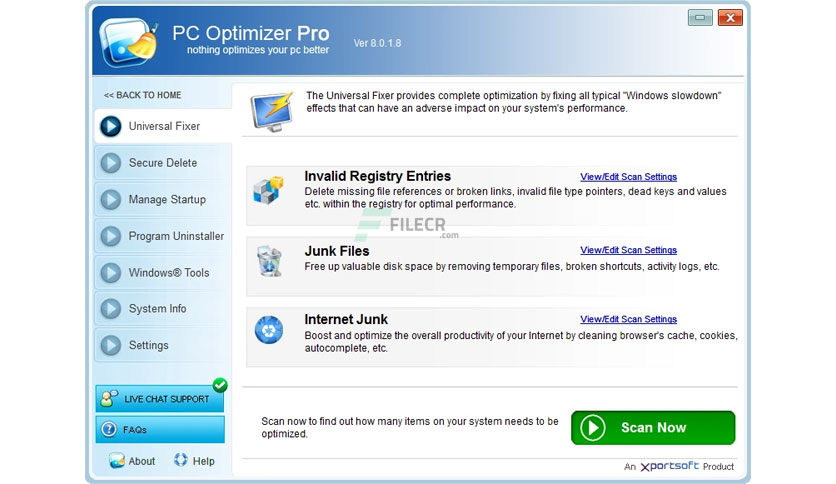 PC Optimizer Pro
nothing optimizes your pc better
Ver 8.0.1.8
<< BACK TO HOME
Universal Fixer
Secure Delete
Manage Startup
Program Uninstaller
Windows® Tools
System Info
Settings
LIVE CHAT SUPPORT
FAQs
About
Help
The Universal Fixer provides complete optimization by fixing all typical "Windows slowdown"
effects that can have an adverse impact on your system's performance.
Invalid Registry Entries
View/Edit Scan Settings
Delete missing file references or broken links, invalid file type pointers, dead keys and values
etc. within the registry for optimal performance.
FILECR
.com
Junk Files
View/Edit Scan Settings
Free up valuable disk space by removing temporary files, broken shortcuts, activity logs, etc.
Internet Junk
View/Edit Scan Settings
Boost and optimize the overall productivity of your Internet by cleaning browser's cache, cookies,
autocomplete, etc.
Scan now to find out how many items on your system needs to be
optimized.
Scan Now
An Xportsoft Product